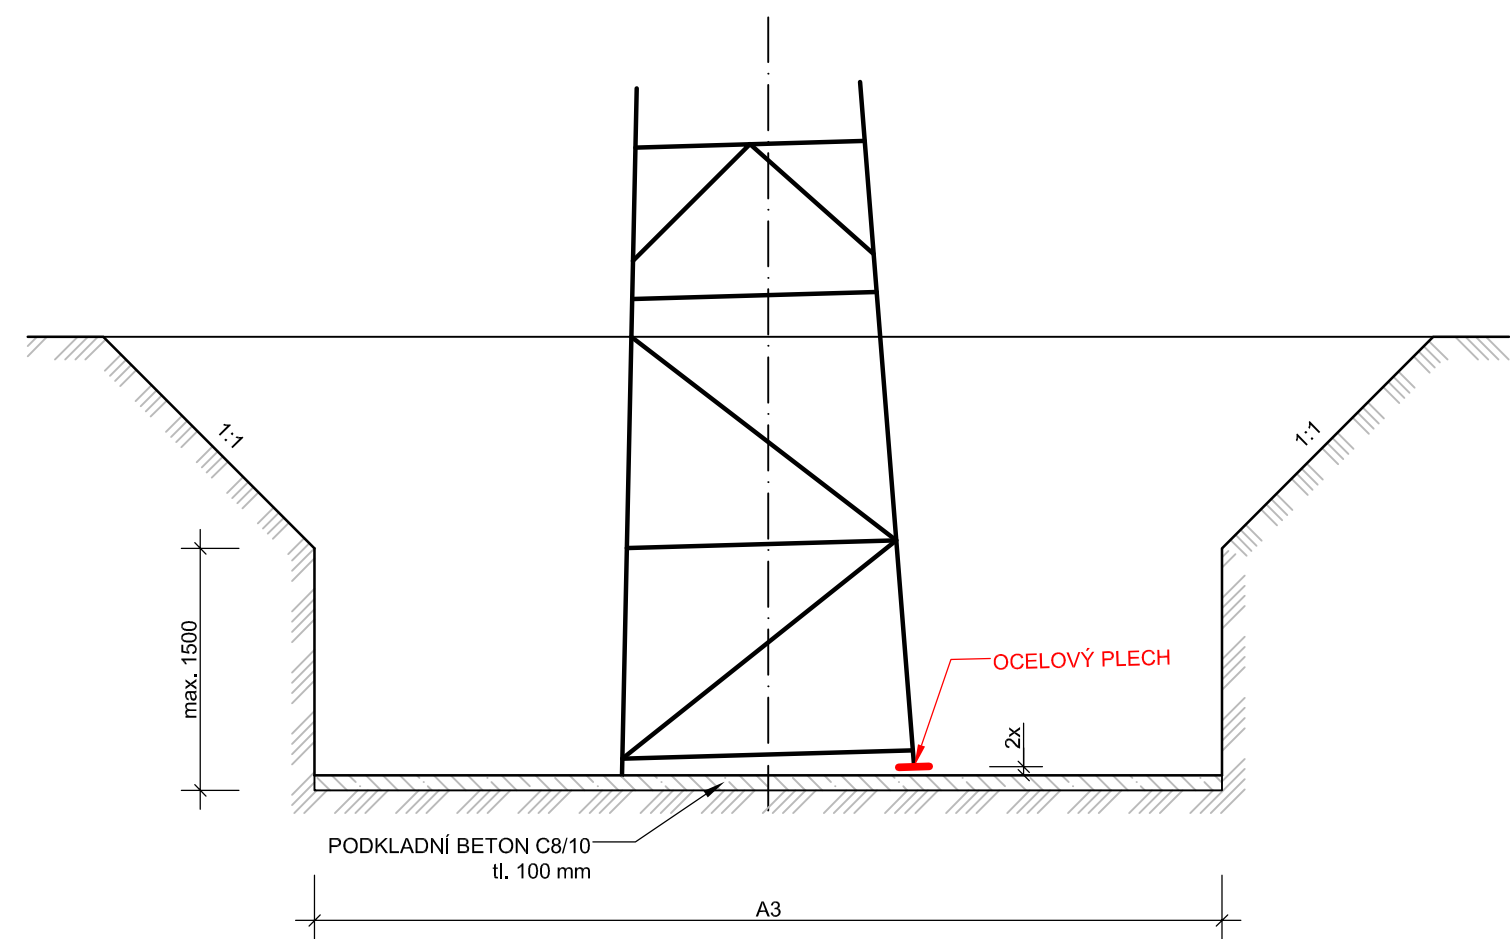 1:1
1:1
max. 1500
OCELOVÝ PLECH
2x
PODKLADNÍ BETON C8/10
tl. 100 mm
A3